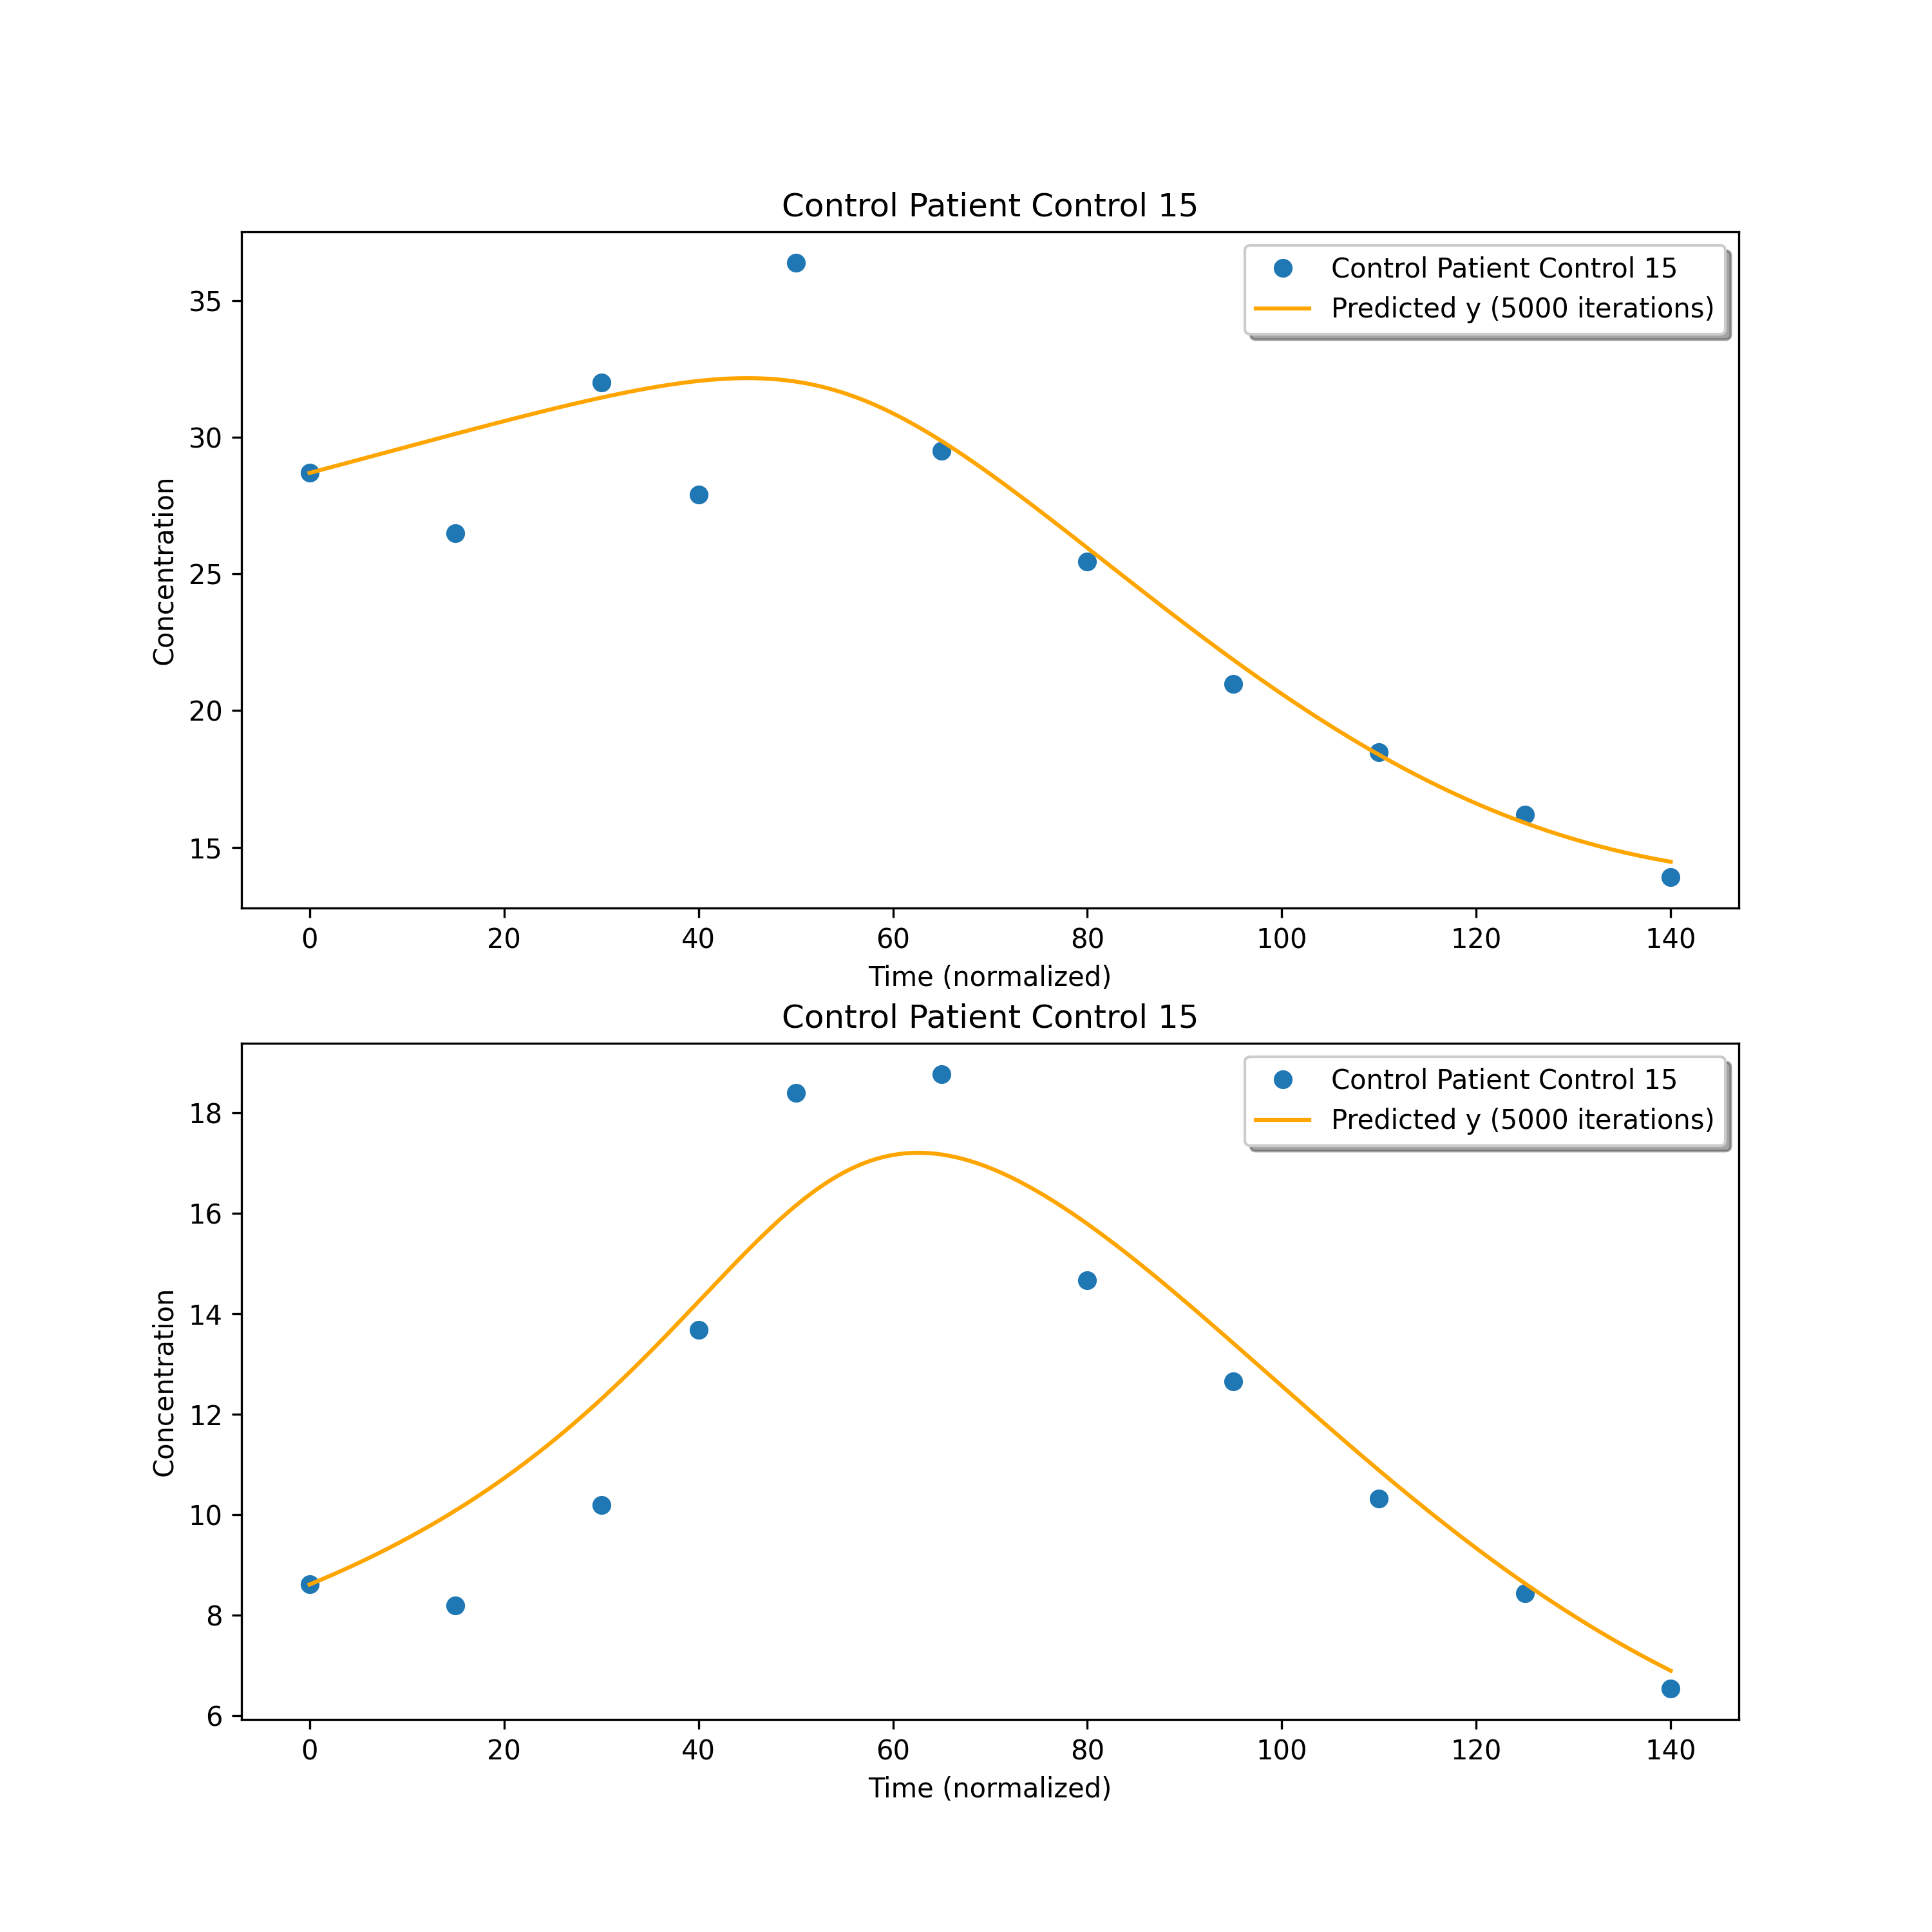 Control Patient Control 15
Control Patient Control 15
Predicted y (5000 iterations)
35
30
25
20
15
Concentration
0 20 40 60 80 100 120 140
Time (normalized)
Control Patient Control 15
Control Patient Control 15
Predicted y (5000 iterations)
18
16
14
12
10
8
6
Concentration
0 20 40 60 80 100 120 140
Time (normalized)